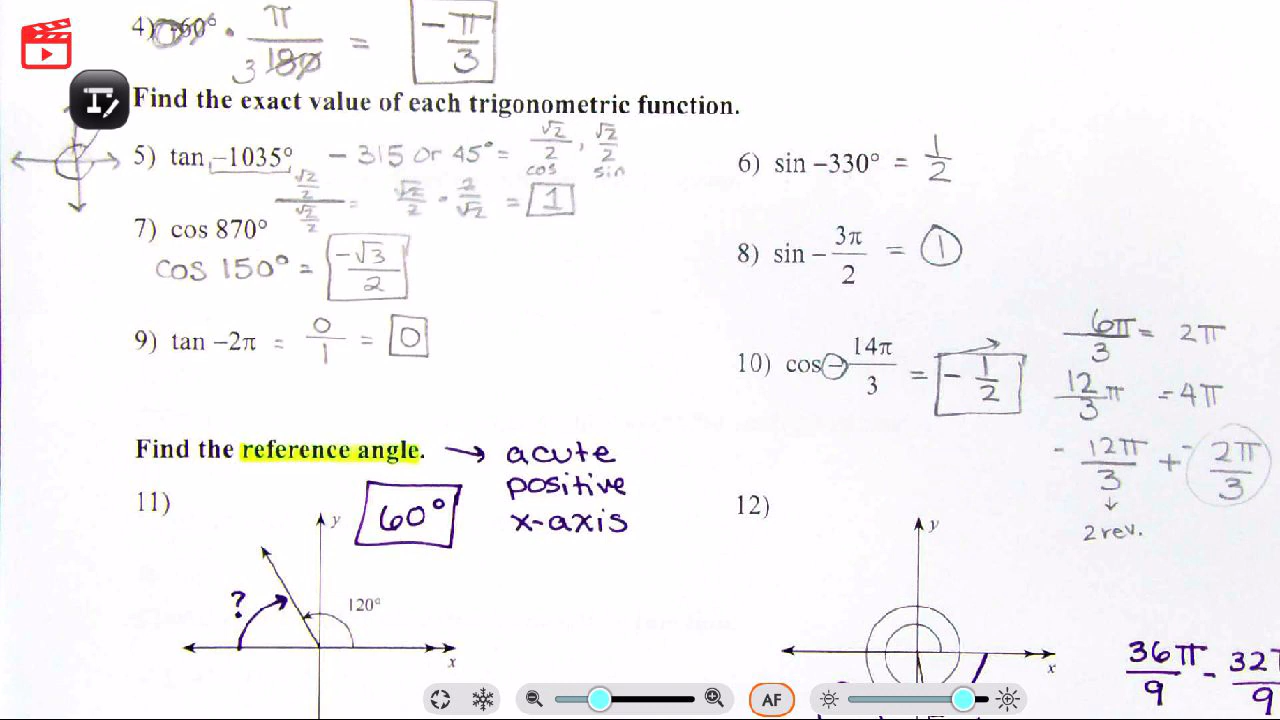 4) -60° · π / 3 180 = -π/3
Find the exact value of each trigonometric function.
5) tan -1035° - 315 or 45° = √2/2 , √2/2
cos sin
√2/2 / √2/2 = √2/2 · 2/√2 = 1
6) sin -330° = 1/2
7) cos 870°
cos 150° = -√3/2
8) sin - 3π/2 = 1
9) tan -2π = 0/1 = 0
10) cos - 14π/3 = - 1/2
6π/3 = 2π
12/3 π = 4π
- 12π/3 + - 2π/3
2 rev.
Find the reference angle. → acute
positive
x-axis
11)
60°
y
?
120°
x
12)
y
x
36π/9 - 32π/9
AF